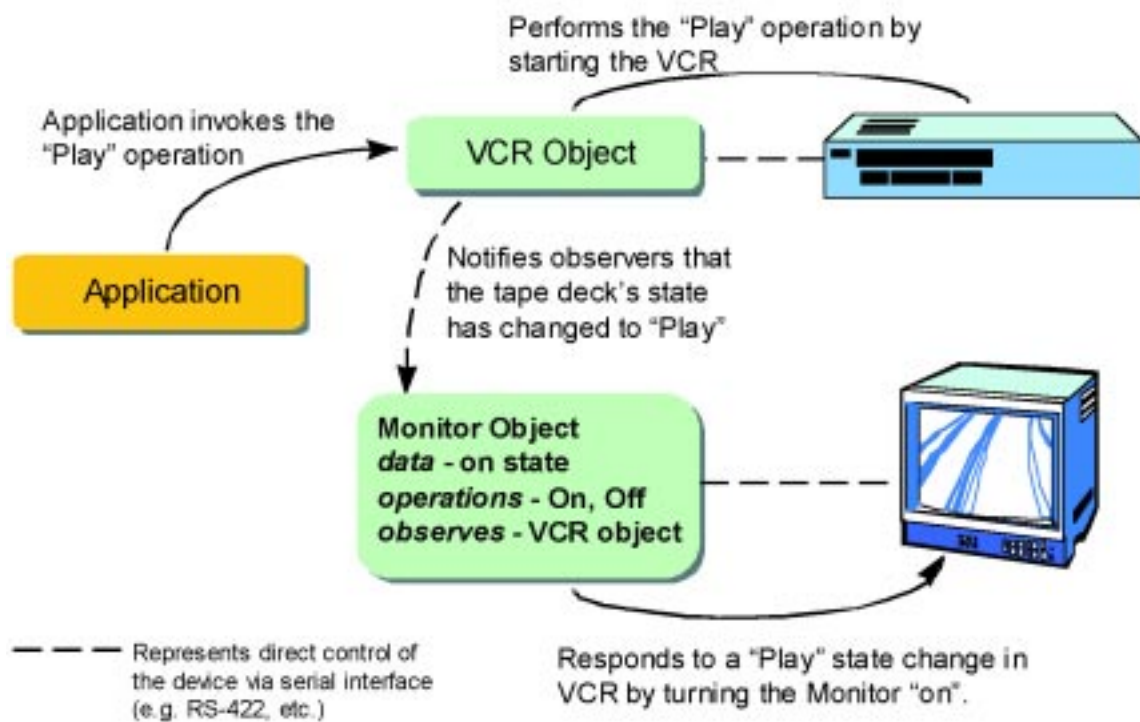 Performs the “Play” operation by
starting the VCR
Application invokes the
“Play” operation
VCR Object
Application
Notifies observers that
the tape deck’s state
has changed to “Play”
Monitor Object
data - on state
operations - On, Off
observes - VCR object
Represents direct control of
the device via serial interface
(e.g. RS-422, etc.)
Responds to a “Play” state change in
VCR by turning the Monitor “on”.